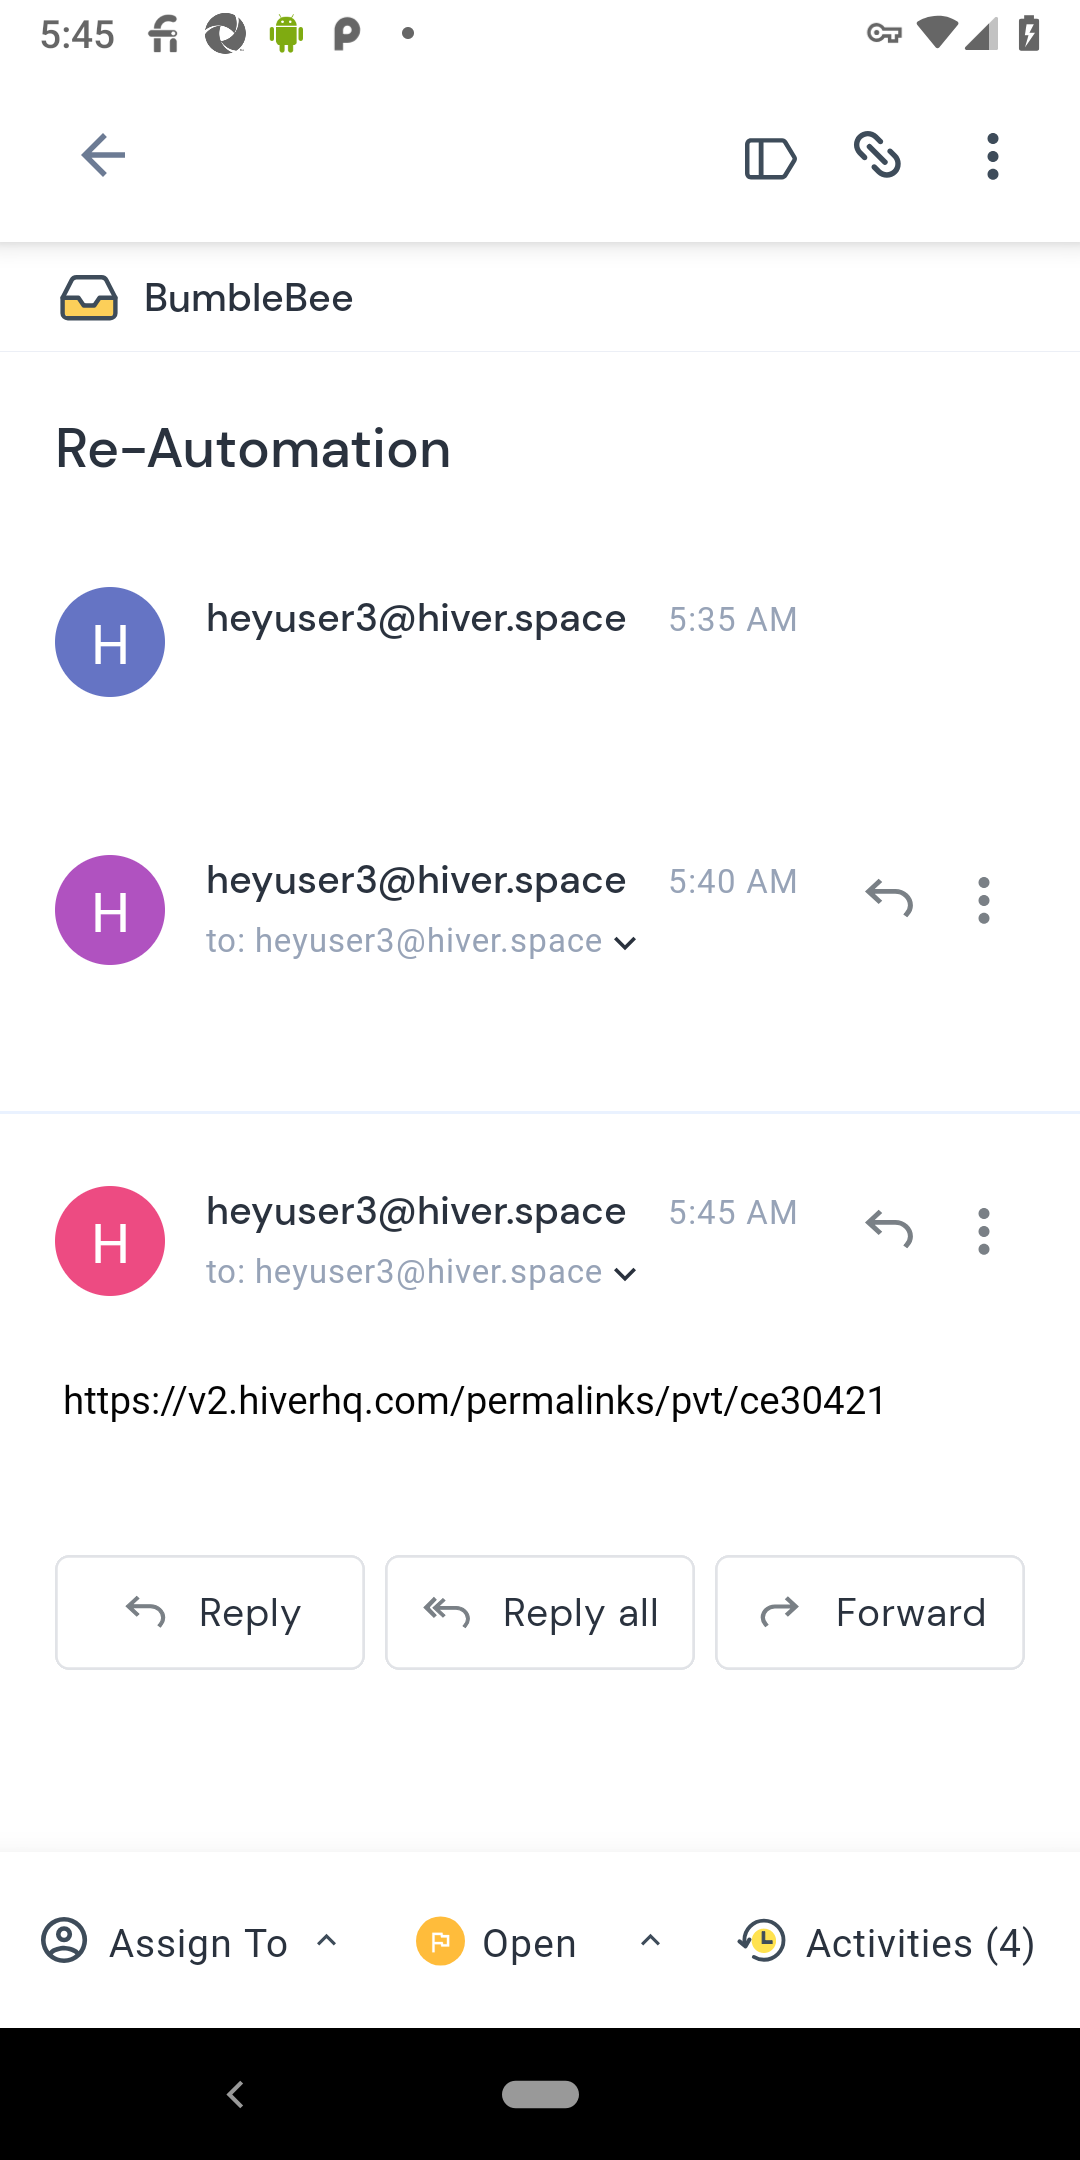 5:45
BumbleBee
Re-Automation
H heyuser3@hiver.space 5:35 AM
H heyuser3@hiver.space 5:40 AM
to: heyuser3@hiver.space
H heyuser3@hiver.space 5:45 AM
to: heyuser3@hiver.space
https://v2.hiverhq.com/permalinks/pvt/ce30421
Reply Reply all Forward
Assign To Open Activities (4)